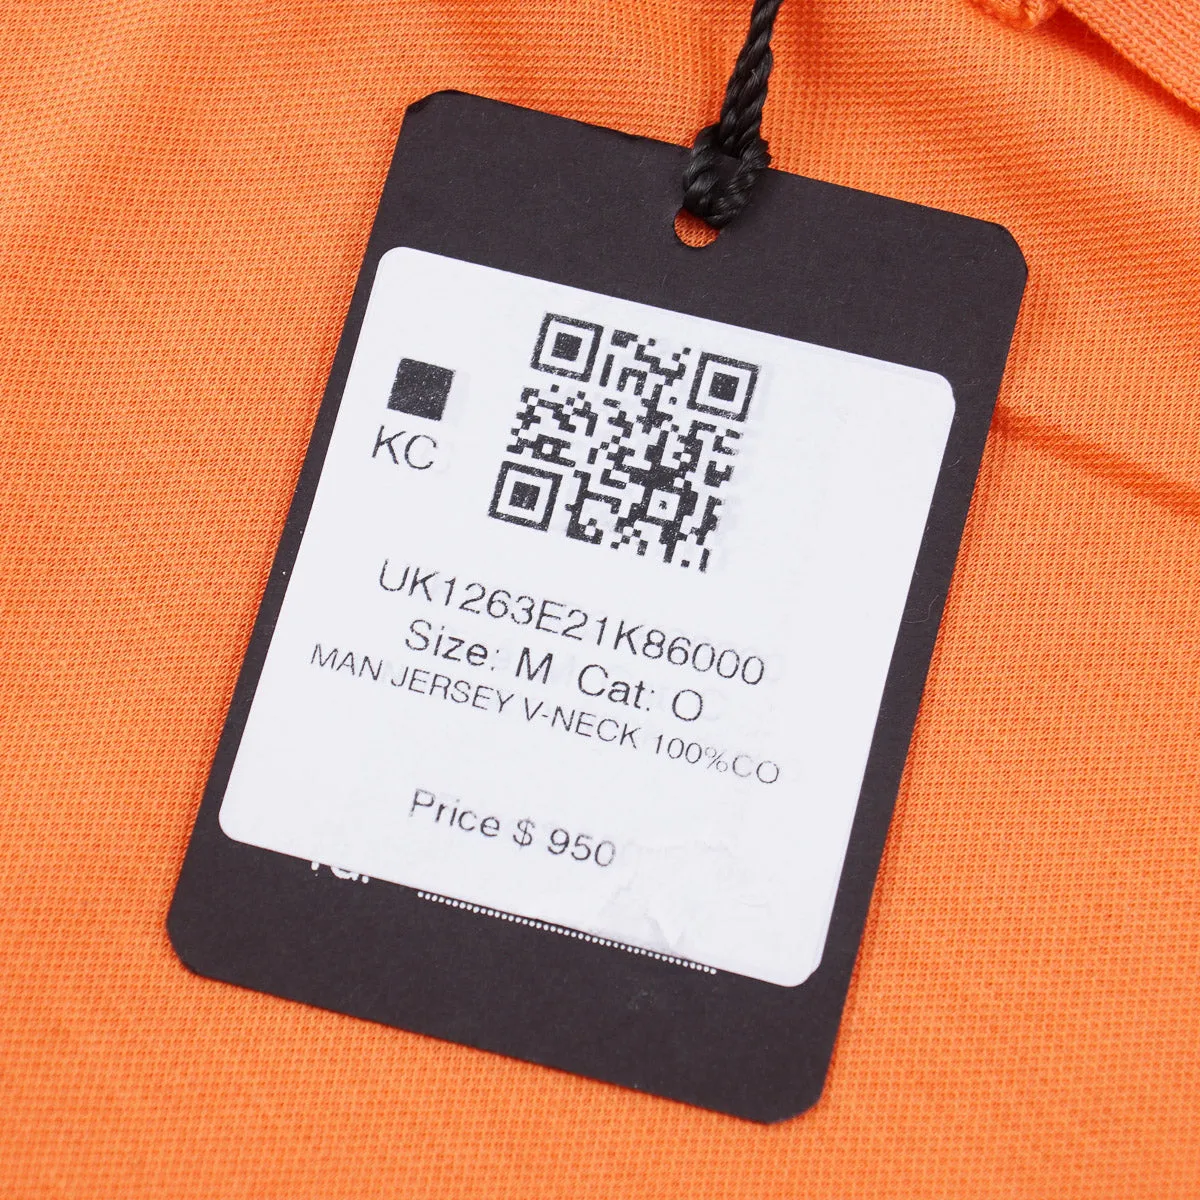 KC
UK1263E21K86000
Size: M Cat: O
MAN JERSEY V-NECK 100%CO
Price $ 950